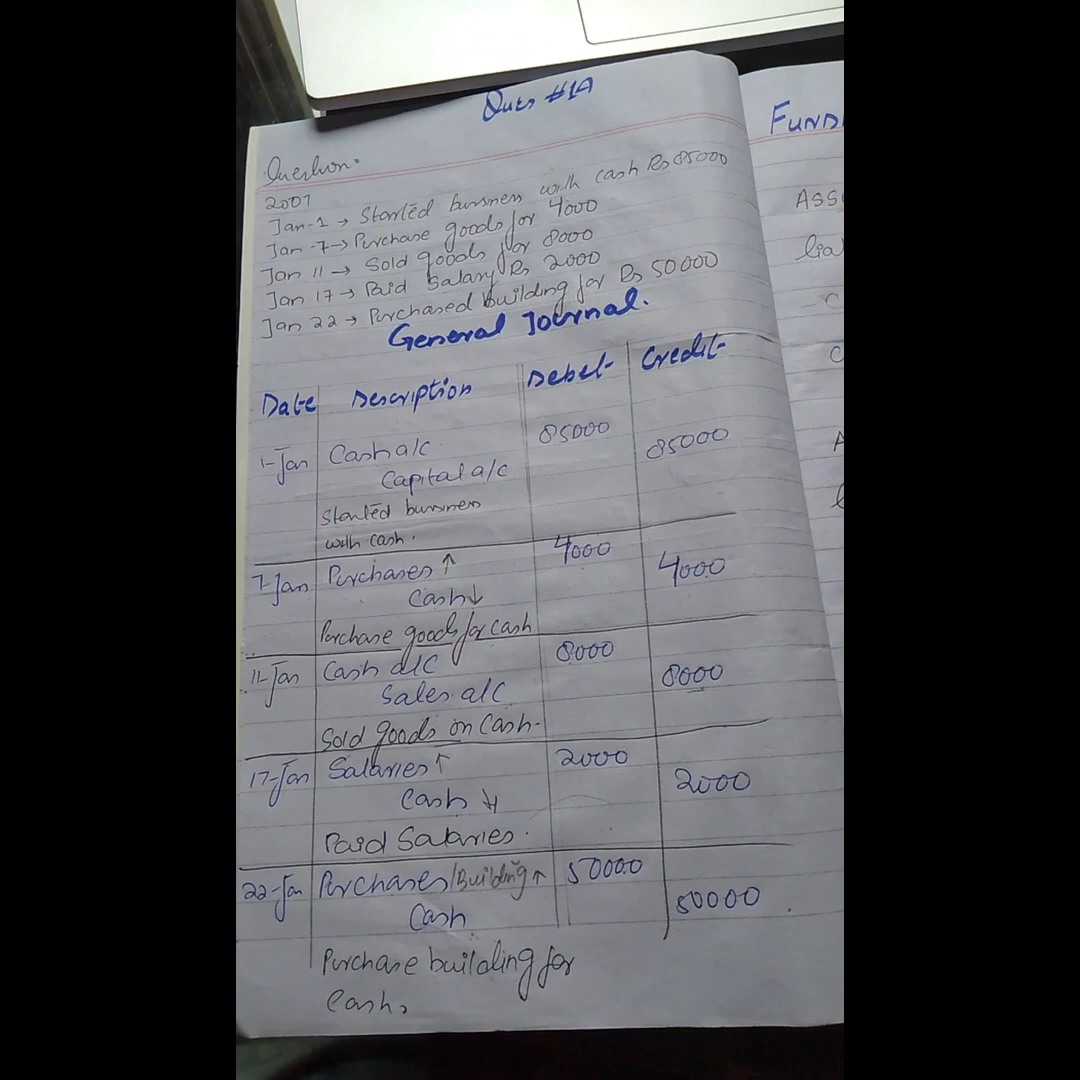 Ques #1A
Question:
2007
Jan-1 → Started bussiness with cash Rs 85000
Jan-7 → Purchase goods for 4000
Jan 11 → Sold goods for 8000
Jan 17 → Paid Salary Rs 2000
Jan 22 → Purchased building for Rs 50000
General Journal.
Date Description Debet Credit
1-Jan Cash a/c 85000
Capital a/c 85000
Started bussiness
with cash.
7-Jan Purchases ↑ 4000
Cash ↓ 4000
Purchase goods for cash
11-Jan Cash a/c 8000
Sales a/c 8000
Sold goods on Cash-
17-Jan Salaries ↑ 2000
Cash ↓ 2000
Paid Salaries.
22-Jan Purchases/Building ↑ 50000
Cash 50000
Purchase building for
Cash.
FUND
ASS
lia
- C
C
A